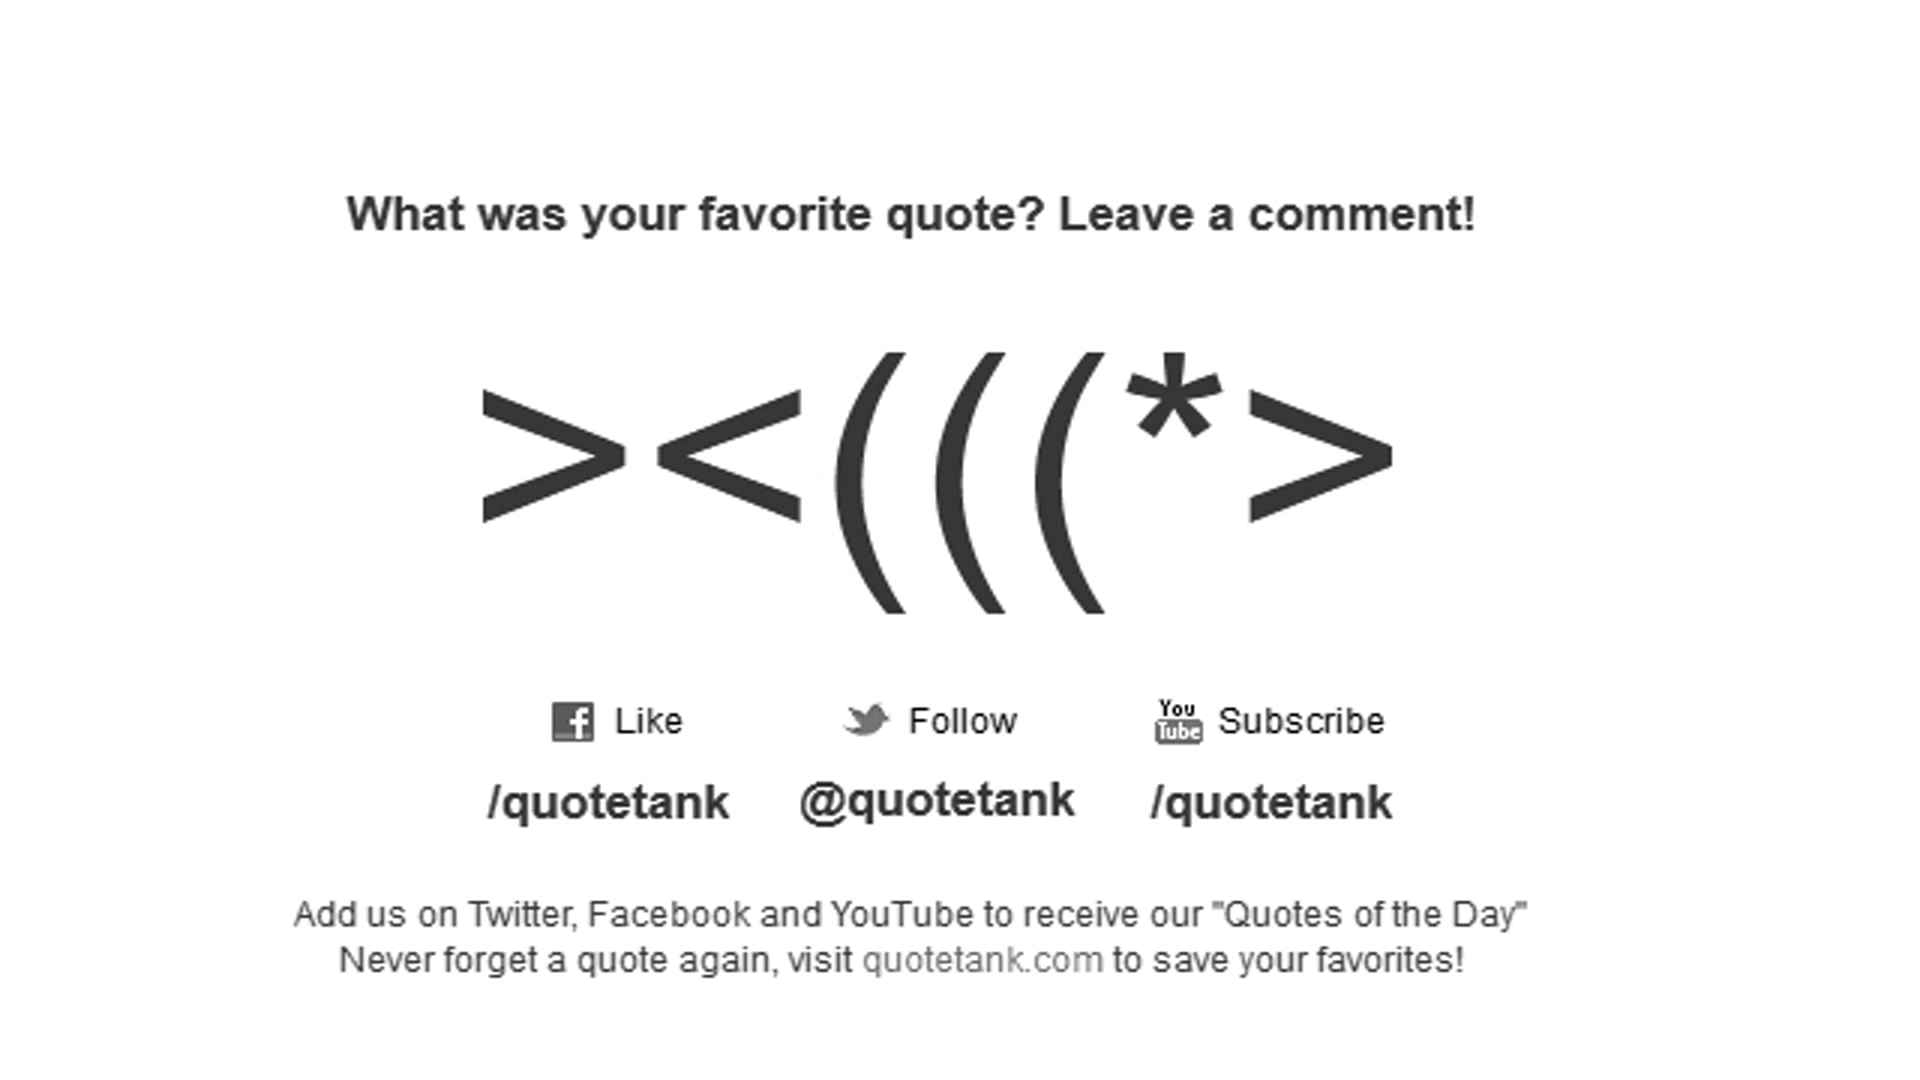 What was your favorite quote? Leave a comment!
><(((*>
f Like Follow You Tube Subscribe
/quotetank @quotetank /quotetank
Add us on Twitter, Facebook and YouTube to receive our "Quotes of the Day"
Never forget a quote again, visit quotetank.com to save your favorites!